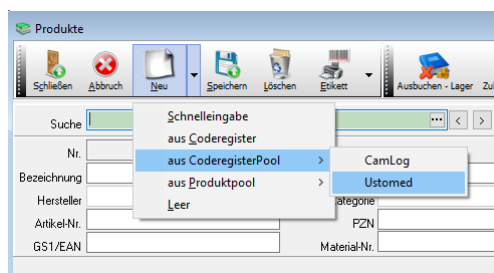 Produkte
Schließen Abbruch Neu Speichern Löschen Etikett Ausbuchen - Lager
Suche
Schnelleingabe
aus Coderegister
aus CoderegisterPool
CamLog
aus Produktpool
Ustomed
Leer
Nr.
Bezeichnung
Hersteller
Artikel-Nr. PZN
GS1/EAN Material-Nr.